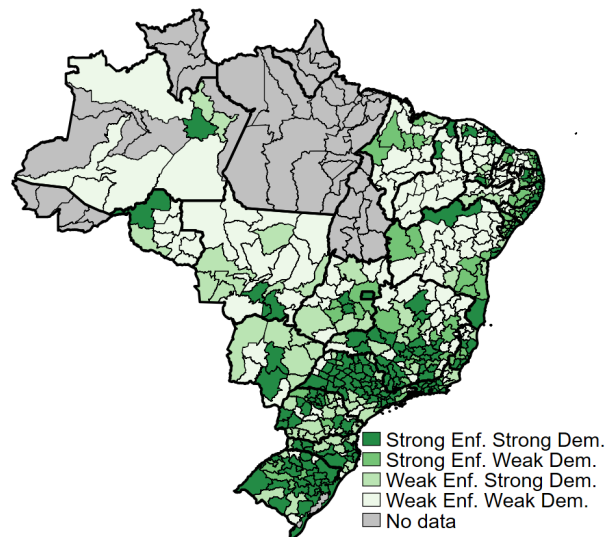 Strong Enf. Strong Dem.
Strong Enf. Weak Dem.
Weak Enf. Strong Dem.
Weak Enf. Weak Dem.
No data